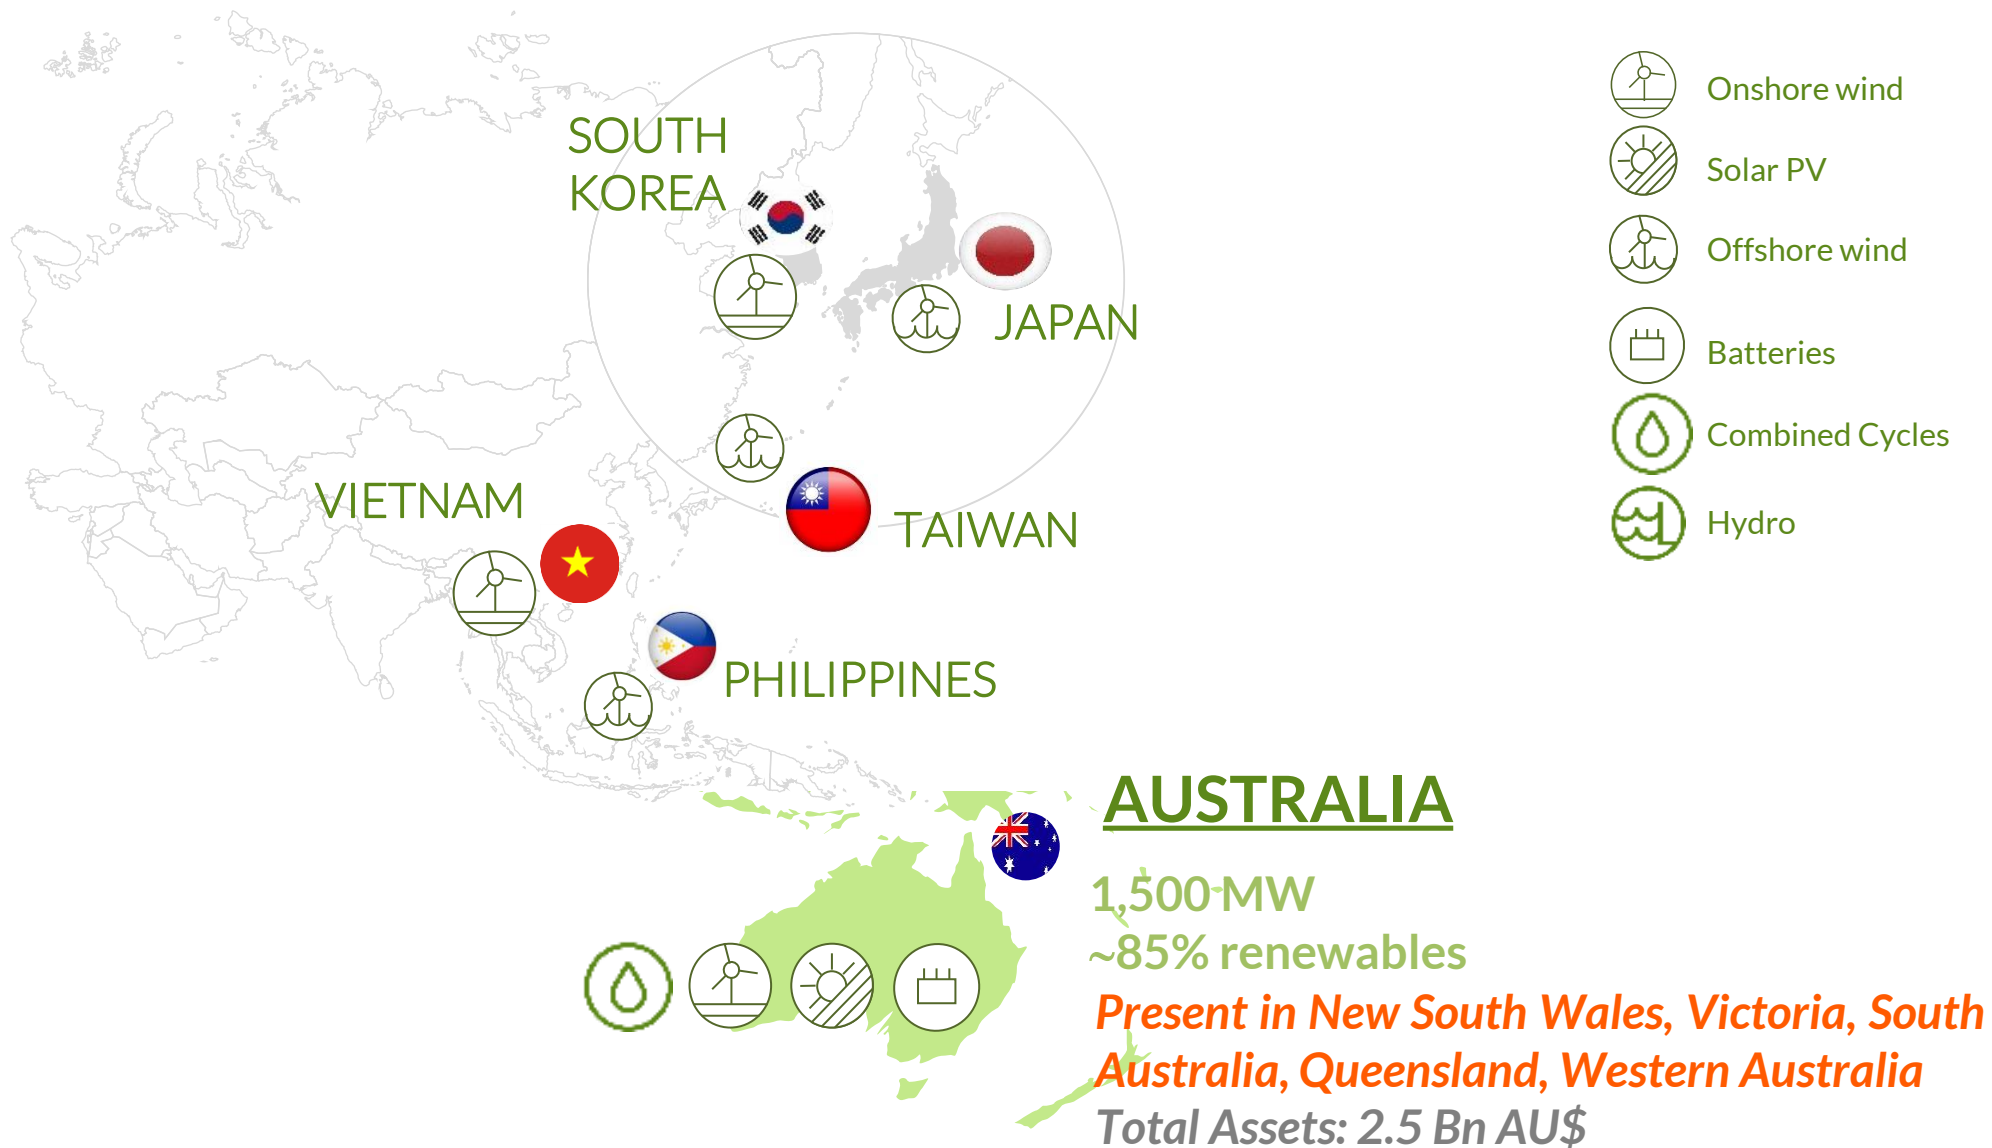 SOUTH
KOREA
JAPAN
VIETNAM
TAIWAN
PHILIPPINES
Onshore wind
Solar PV
Offshore wind
Batteries
Combined Cycles
Hydro
AUSTRALIA
1,500 MW
~85% renewables
Present in New South Wales, Victoria, South
Australia, Queensland, Western Australia
Total Assets: 2.5 Bn AU$